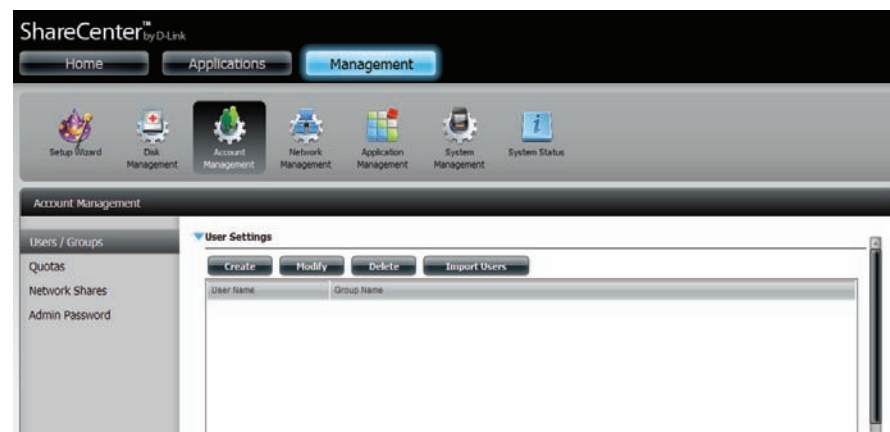 ShareCenter™ by D-Link
Home Applications Management
Setup Wizard Disk Management Account Management Network Management Application Management System Management System Status
Account Management
Users / Groups
Quotas
Network Shares
Admin Password
User Settings
Create Modify Delete Import Users
User Name Group Name